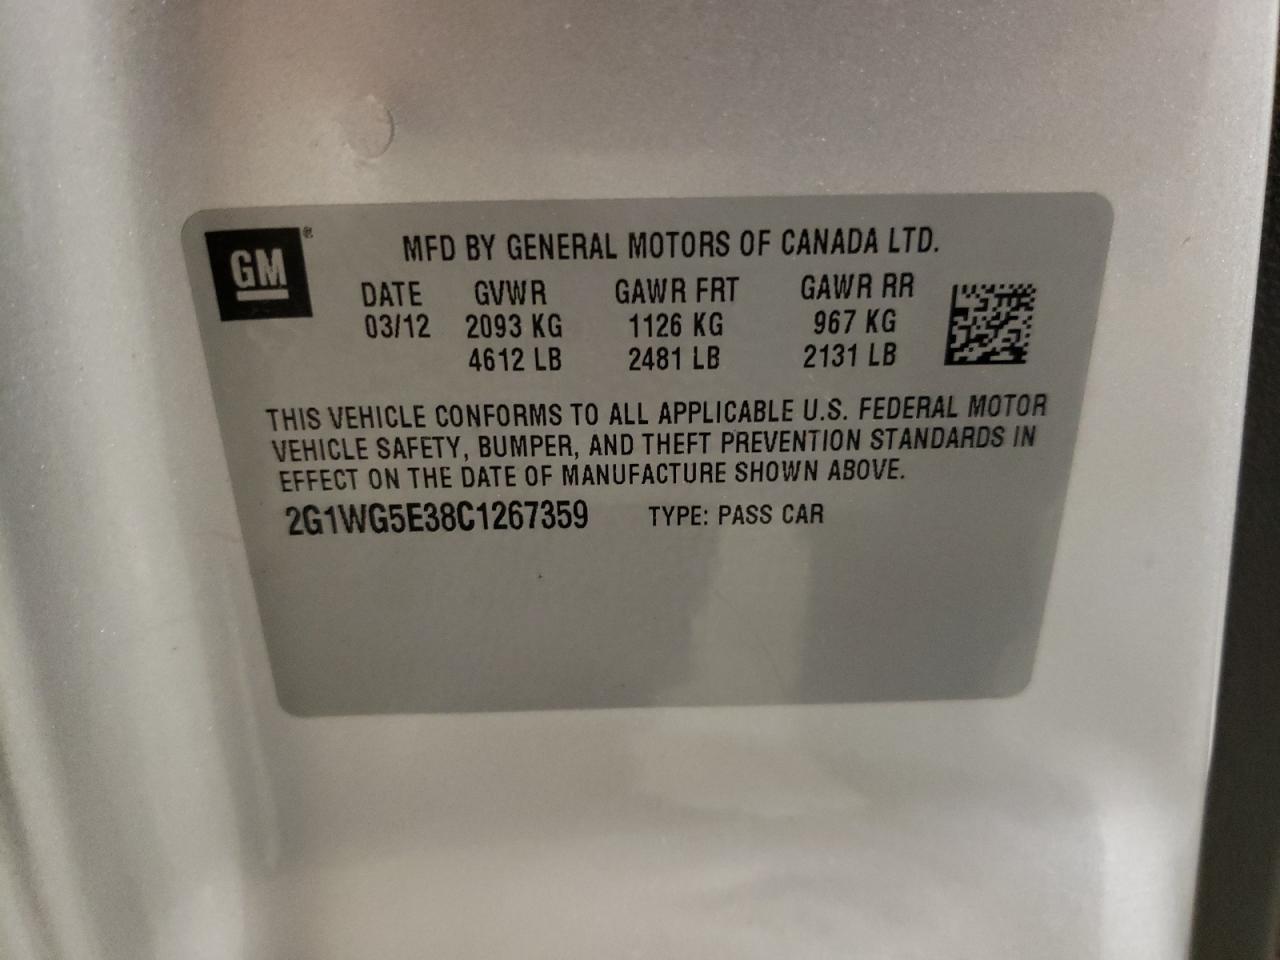 GM®
MFD BY GENERAL MOTORS OF CANADA LTD.
DATE GVWR GAWR FRT GAWR RR
03/12 2093 KG 1126 KG 967 KG
4612 LB 2481 LB 2131 LB
THIS VEHICLE CONFORMS TO ALL APPLICABLE U.S. FEDERAL MOTOR
VEHICLE SAFETY, BUMPER, AND THEFT PREVENTION STANDARDS IN
EFFECT ON THE DATE OF MANUFACTURE SHOWN ABOVE.
2G1WG5E38C1267359 TYPE: PASS CAR